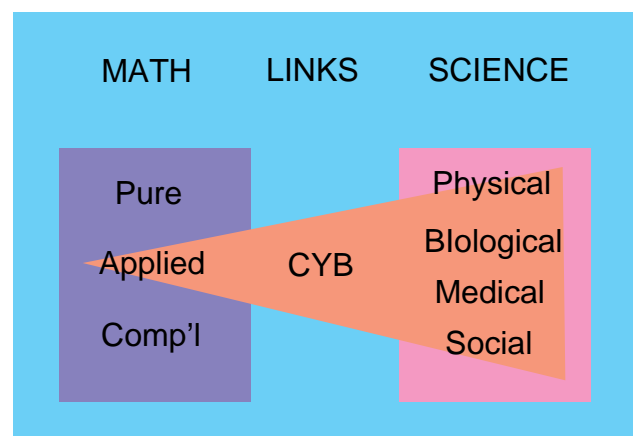 MATH LINKS SCIENCE
Pure
Applied
Comp'l
CYB
Physical
BIological
Medical
Social